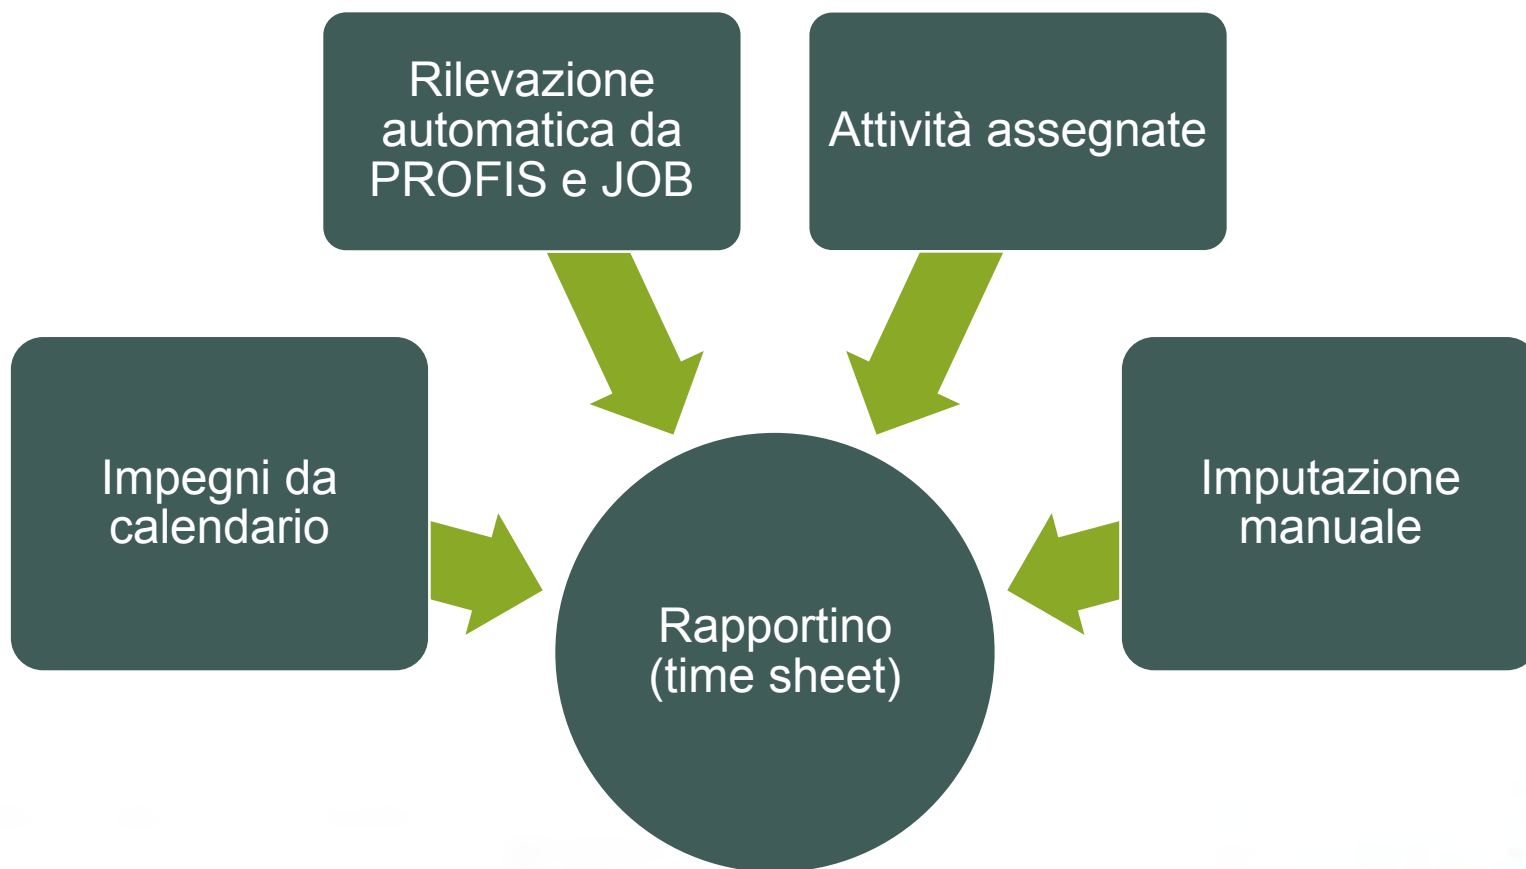 Rilevazione
automatica da
PROFIS e JOB
Attività assegnate
Impegni da
calendario
Imputazione
manuale
Rapportino
(time sheet)